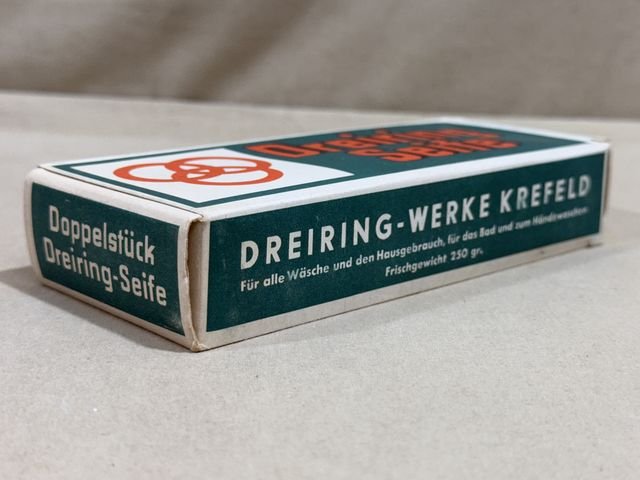 Dreiring
Seife
Doppelstück
Dreiring-Seife
DREIRING-WERKE KREFELD
Für alle Wäsche und den Hausgebrauch, für das Bad und zum Händewaschen.
Frischgewicht 250 gr.